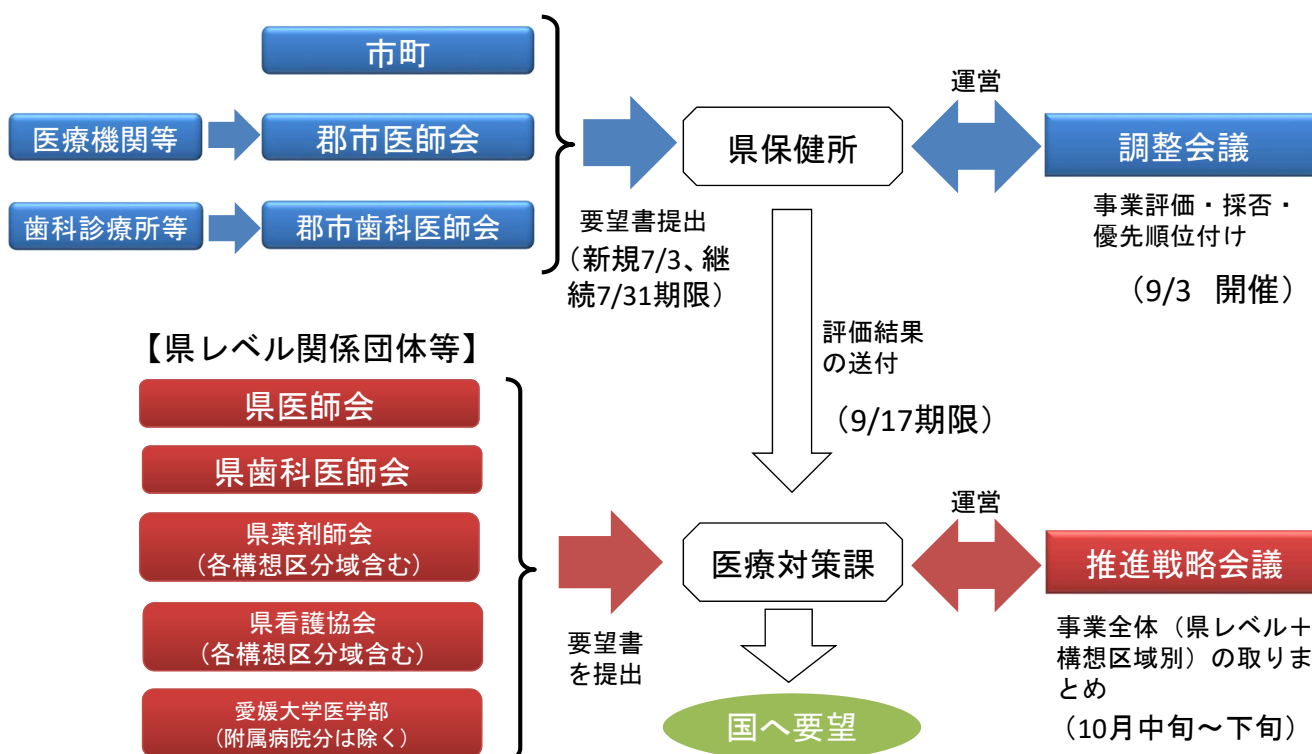 市町
医療機関等
郡市医師会
歯科診療所等
郡市歯科医師会
要望書提出
（新規7/3、継
続7/31期限）
県保健所
運営
調整会議
事業評価・採否・
優先順位付け
（9/3 開催）
評価結果
の送付
（9/17期限）
【県レベル関係団体等】
県医師会
県歯科医師会
県薬剤師会
（各構想区分域含む）
県看護協会
（各構想区分域含む）
愛媛大学医学部
（附属病院分は除く）
要望書
を提出
医療対策課
運営
推進戦略会議
事業全体（県レベル＋
構想区域別）の取りま
とめ
（10月中旬～下旬）
国へ要望